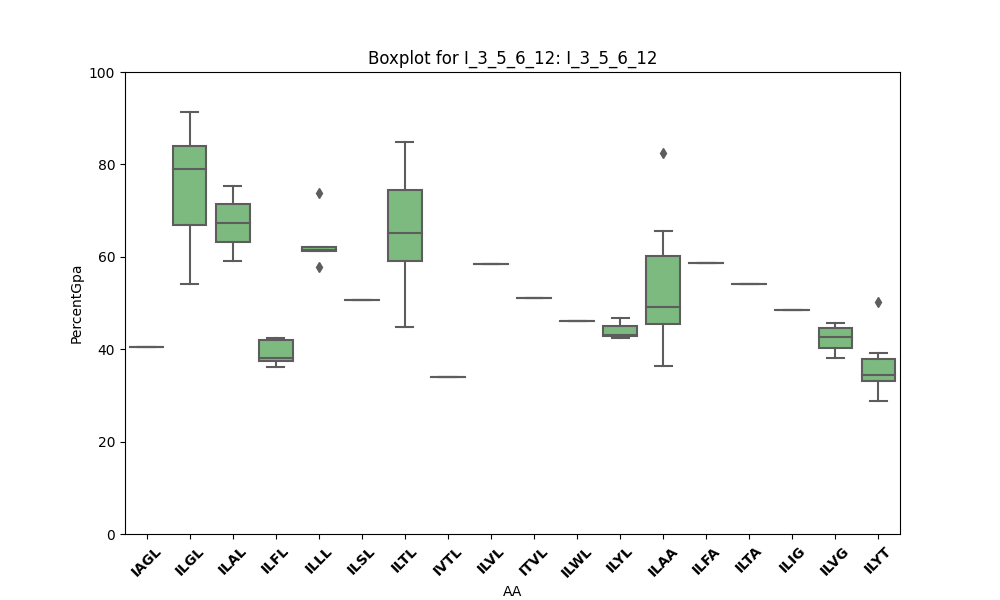 Boxplot for I_3_5_6_12: I_3_5_6_12
100
80
60
40
20
0
PercentGpa
IAGL
ILGL
ILAL
ILFL
ILLL
ILSL
ILTL
IVTL
ILVL
ITVL
ILWL
ILYL
ILAA
ILFA
ILTA
ILIG
ILVG
ILYT
AA